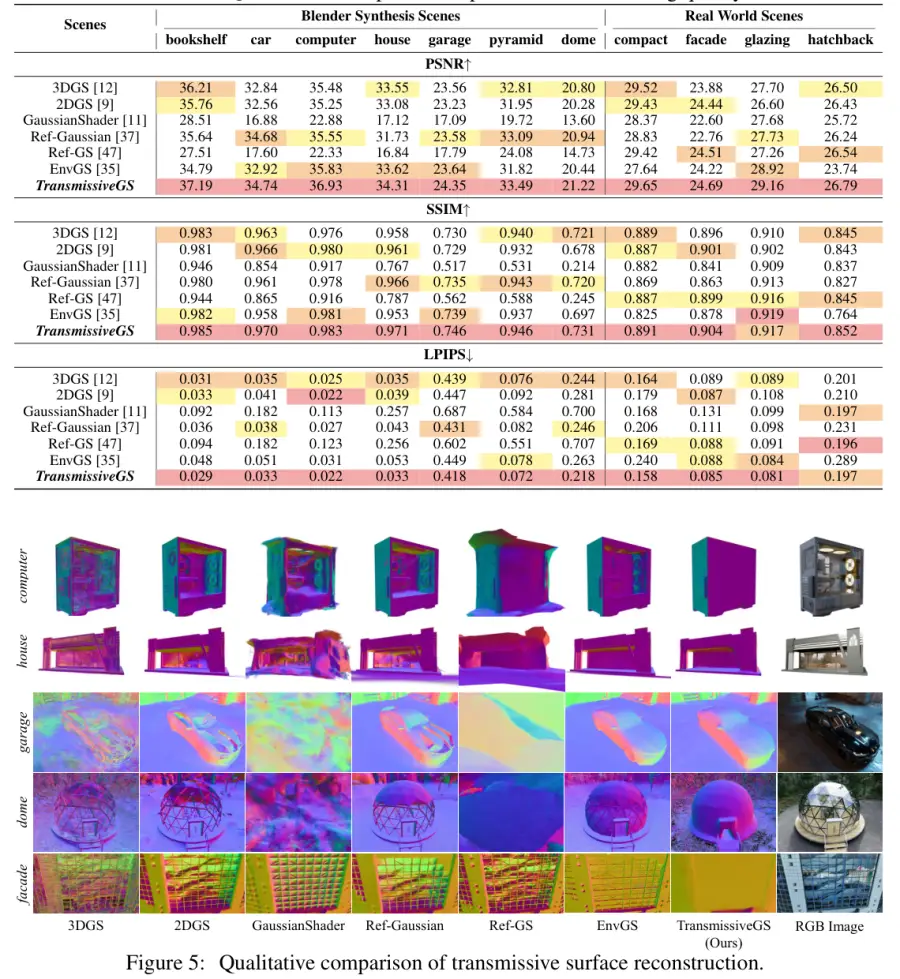 Scenes Blender Synthesis Scenes Real World Scenes
bookshelf car computer house garage pyramid dome compact facade glazing hatchback
PSNR↑
3DGS [12] 36.21 32.84 35.48 33.55 23.56 32.81 20.80 29.52 23.88 27.70 26.50
2DGS [9] 35.76 32.56 35.25 33.08 23.23 31.95 20.28 29.43 24.44 26.60 26.43
GaussianShader [11] 28.51 16.88 22.88 17.12 17.09 19.72 13.60 28.37 22.60 27.68 25.72
Ref-Gaussian [37] 35.64 34.68 35.55 31.73 23.58 33.09 20.94 28.83 22.76 27.73 26.24
Ref-GS [47] 27.51 17.60 22.33 16.84 17.79 24.08 14.73 29.42 24.51 27.26 26.54
EnvGS [35] 34.79 32.92 35.83 33.62 23.64 31.82 20.44 27.64 24.22 28.92 23.74
TransmissiveGS 37.19 34.74 36.93 34.31 24.35 33.49 21.22 29.65 24.69 29.16 26.79
SSIM↑
3DGS [12] 0.983 0.963 0.976 0.958 0.730 0.940 0.721 0.889 0.896 0.910 0.845
2DGS [9] 0.981 0.966 0.980 0.961 0.729 0.932 0.678 0.887 0.901 0.902 0.843
GaussianShader [11] 0.946 0.854 0.917 0.767 0.517 0.531 0.214 0.882 0.841 0.909 0.837
Ref-Gaussian [37] 0.980 0.961 0.978 0.966 0.735 0.943 0.720 0.869 0.863 0.913 0.827
Ref-GS [47] 0.944 0.865 0.916 0.787 0.562 0.588 0.245 0.887 0.899 0.916 0.845
EnvGS [35] 0.982 0.958 0.981 0.953 0.739 0.937 0.697 0.825 0.878 0.919 0.764
TransmissiveGS 0.985 0.970 0.983 0.971 0.746 0.946 0.731 0.891 0.904 0.917 0.852
LPIPS↓
3DGS [12] 0.031 0.035 0.025 0.035 0.439 0.076 0.244 0.164 0.089 0.089 0.201
2DGS [9] 0.033 0.041 0.022 0.039 0.447 0.092 0.281 0.179 0.087 0.108 0.210
GaussianShader [11] 0.092 0.182 0.113 0.257 0.687 0.584 0.700 0.168 0.131 0.099 0.197
Ref-Gaussian [37] 0.036 0.038 0.027 0.043 0.431 0.082 0.246 0.206 0.111 0.098 0.231
Ref-GS [47] 0.094 0.182 0.123 0.256 0.602 0.551 0.707 0.169 0.088 0.091 0.196
EnvGS [35] 0.048 0.051 0.031 0.053 0.449 0.078 0.263 0.240 0.088 0.084 0.289
TransmissiveGS 0.029 0.033 0.022 0.033 0.418 0.072 0.218 0.158 0.085 0.081 0.197
computer
house
garage
dome
facade
3DGS 2DGS GaussianShader Ref-Gaussian Ref-GS EnvGS TransmissiveGS RGB Image
(Ours)
Figure 5: Qualitative comparison of transmissive surface reconstruction.